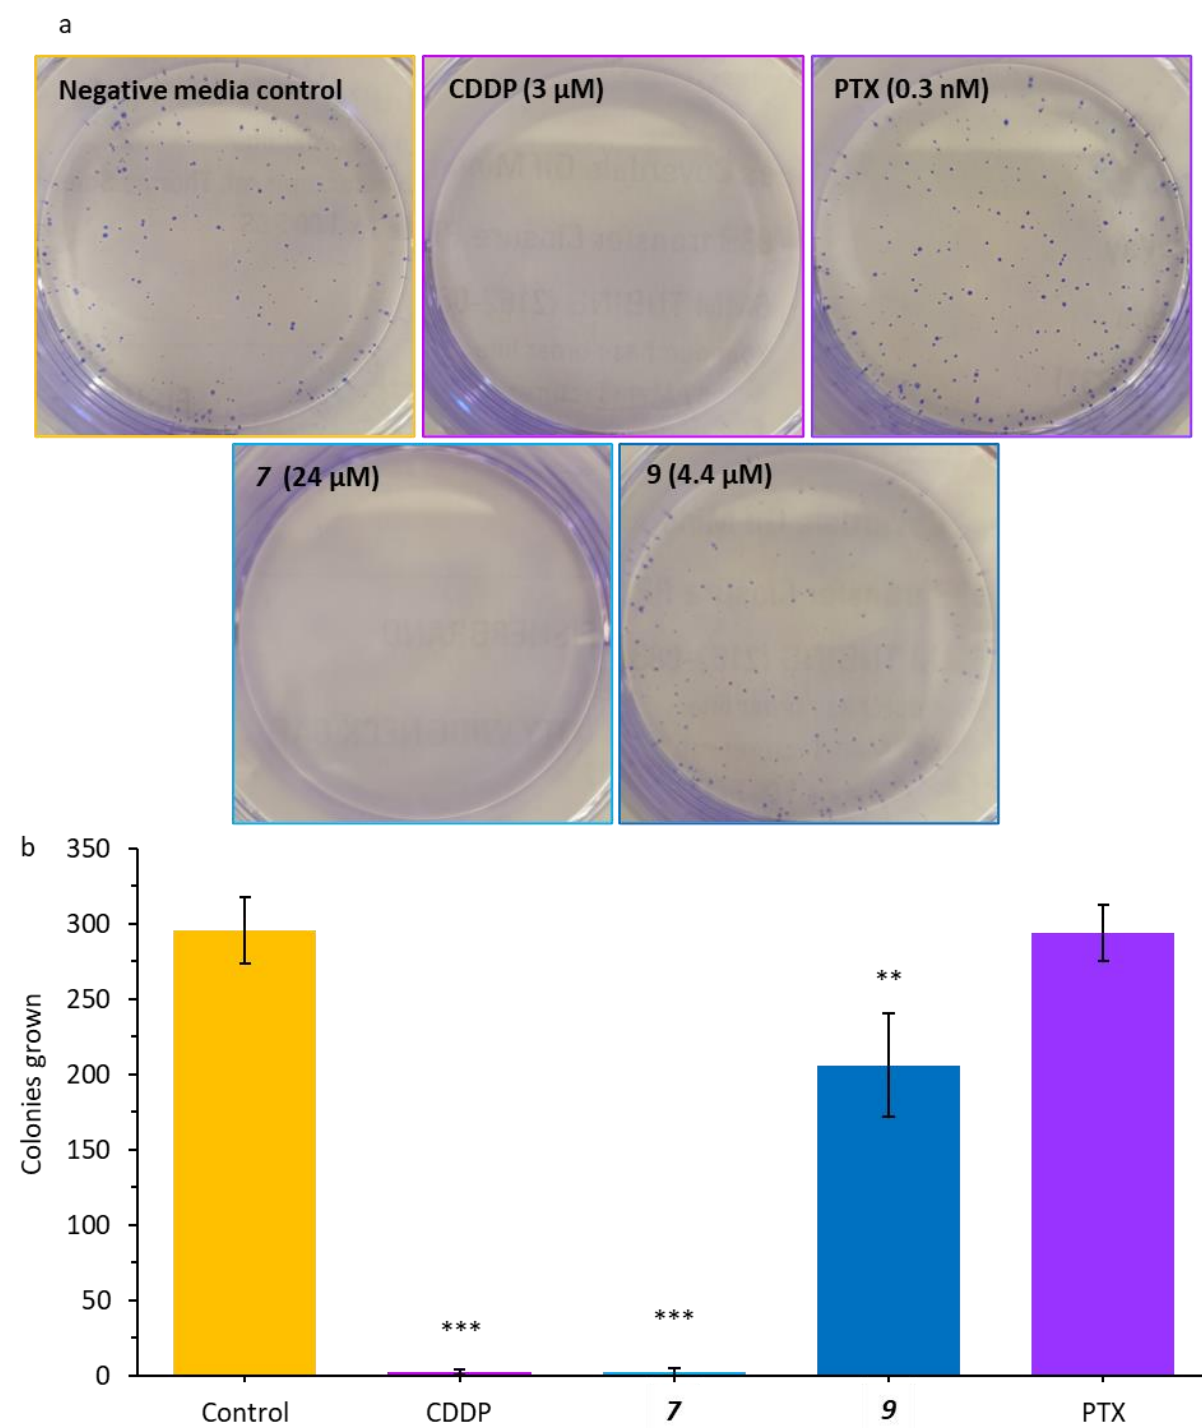 a
Negative media control
CDDP (3 µM)
PTX (0.3 nM)
7 (24 µM)
9 (4.4 µM)
b
350
300
250
200
150
100
50
0
Colonies grown
***
***
**
Control
CDDP
7
9
PTX